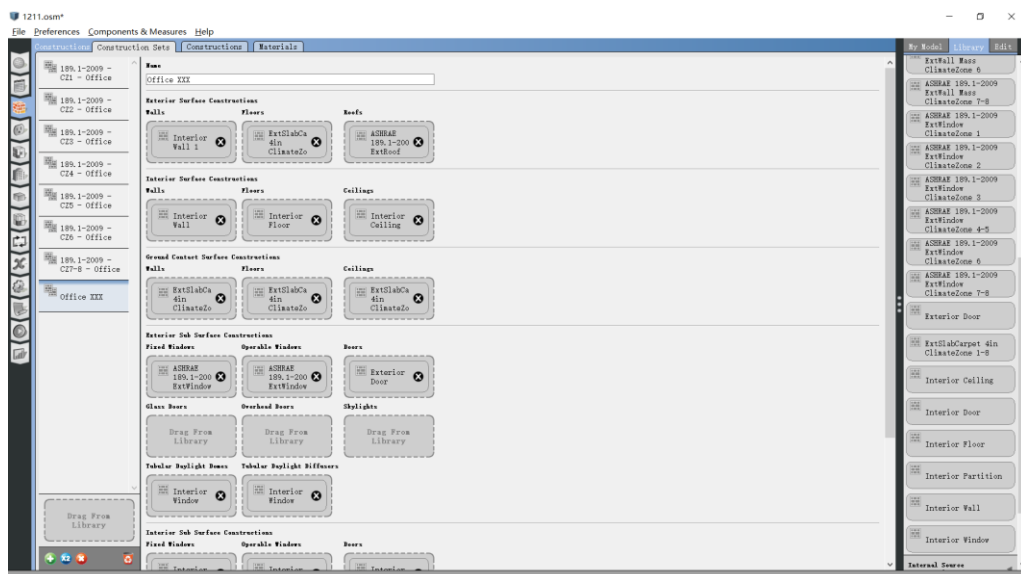 1211.osm*
File Preferences Components & Measures Help
Constructions Construction Sets Constructions Materials
My Model Library Edit
189.1-2009 -
CZ1 - Office
189.1-2009 -
CZ2 - Office
189.1-2009 -
CZ3 - Office
189.1-2009 -
CZ4 - Office
189.1-2009 -
CZ5 - Office
189.1-2009 -
CZ6 - Office
189.1-2009 -
CZ7-8 - Office
Office XXX
Drag From
Library
Name
Office XXX
Exterior Surface Constructions
Walls Floors Roofs
Interior
Wall 1
ExtSlabCa
4in
ClimateZo
ASHRAE
189.1-200
ExtRoof
Interior Surface Constructions
Walls Floors Ceilings
Interior
Wall
Interior
Floor
Interior
Ceiling
Ground Contact Surface Constructions
Walls Floors Ceilings
ExtSlabCa
4in
ClimateZo
ExtSlabCa
4in
ClimateZo
ExtSlabCa
4in
ClimateZo
Exterior Sub Surface Constructions
Fixed Windows Operable Windows Doors
ASHRAE
189.1-200
ExtWindow
ASHRAE
189.1-200
ExtWindow
Exterior
Door
Glass Doors Overhead Doors Skylights
Drag From
Library
Drag From
Library
Drag From
Library
Tubular Daylight Domes Tubular Daylight Diffusers
Interior
Window
Interior
Window
Interior Sub Surface Constructions
Fixed Windows Operable Windows Doors
Interior
Interior
Interior
ExtWall Mass
ClimateZone 6
ASHRAE 189.1-2009
ExtWall Mass
ClimateZone 7-8
ASHRAE 189.1-2009
ExtWindow
ClimateZone 1
ASHRAE 189.1-2009
ExtWindow
ClimateZone 2
ASHRAE 189.1-2009
ExtWindow
ClimateZone 3
ASHRAE 189.1-2009
ExtWindow
ClimateZone 4-5
ASHRAE 189.1-2009
ExtWindow
ClimateZone 6
ASHRAE 189.1-2009
ExtWindow
ClimateZone 7-8
Exterior Door
ExtSlabCarpet 4in
ClimateZone 1-8
Interior Ceiling
Interior Door
Interior Floor
Interior Partition
Interior Wall
Interior Window
Internal Source